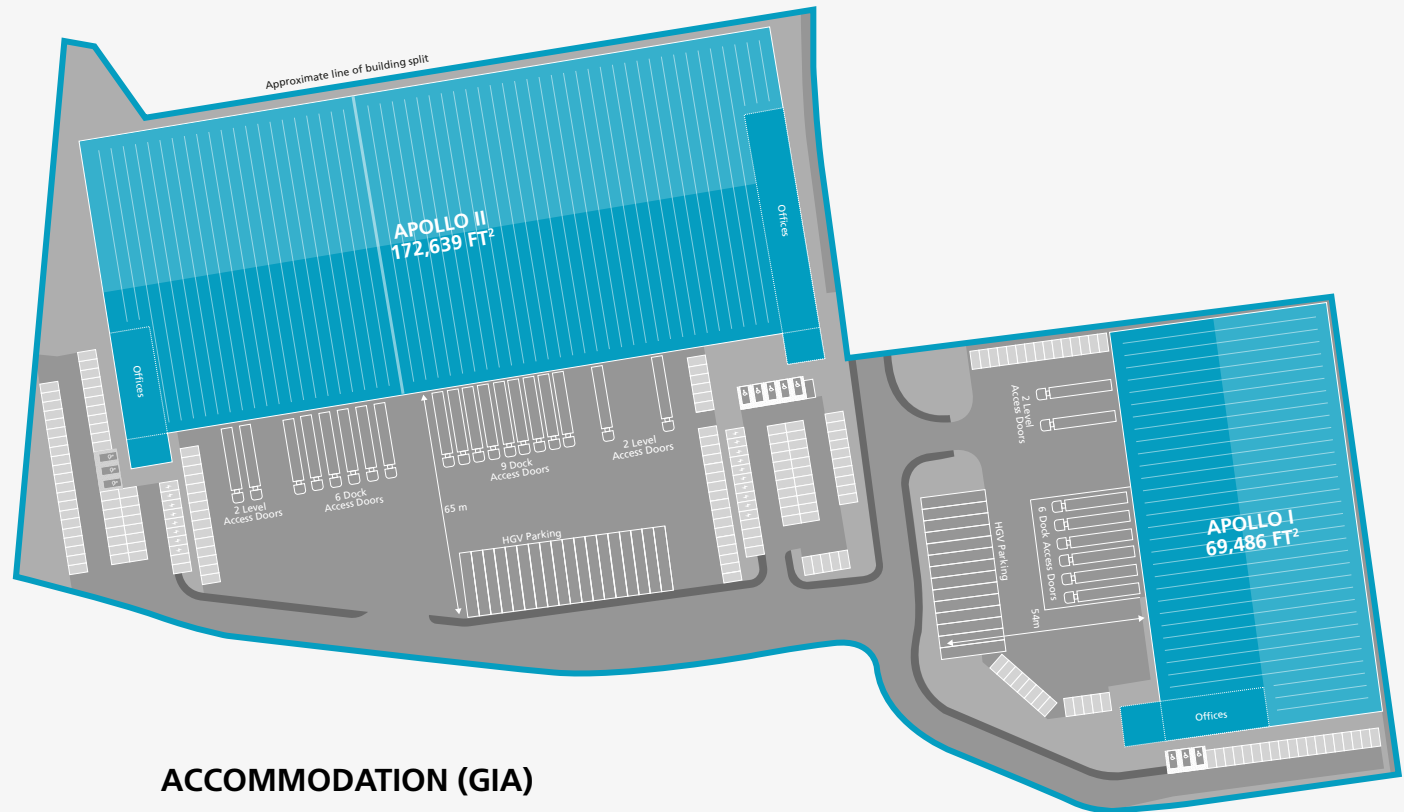 Approximate line of building split
APOLLO II
172,639 FT²
Offices
Offices
2 Level
Access Doors
6 Dock
Access Doors
9 Dock
Access Doors
2 Level
Access Doors
65 m
HGV Parking
2 Level
Access Doors
6 Dock Access Doors
HGV Parking
54m
APOLLO I
69,486 FT²
Offices
ACCOMMODATION (GIA)